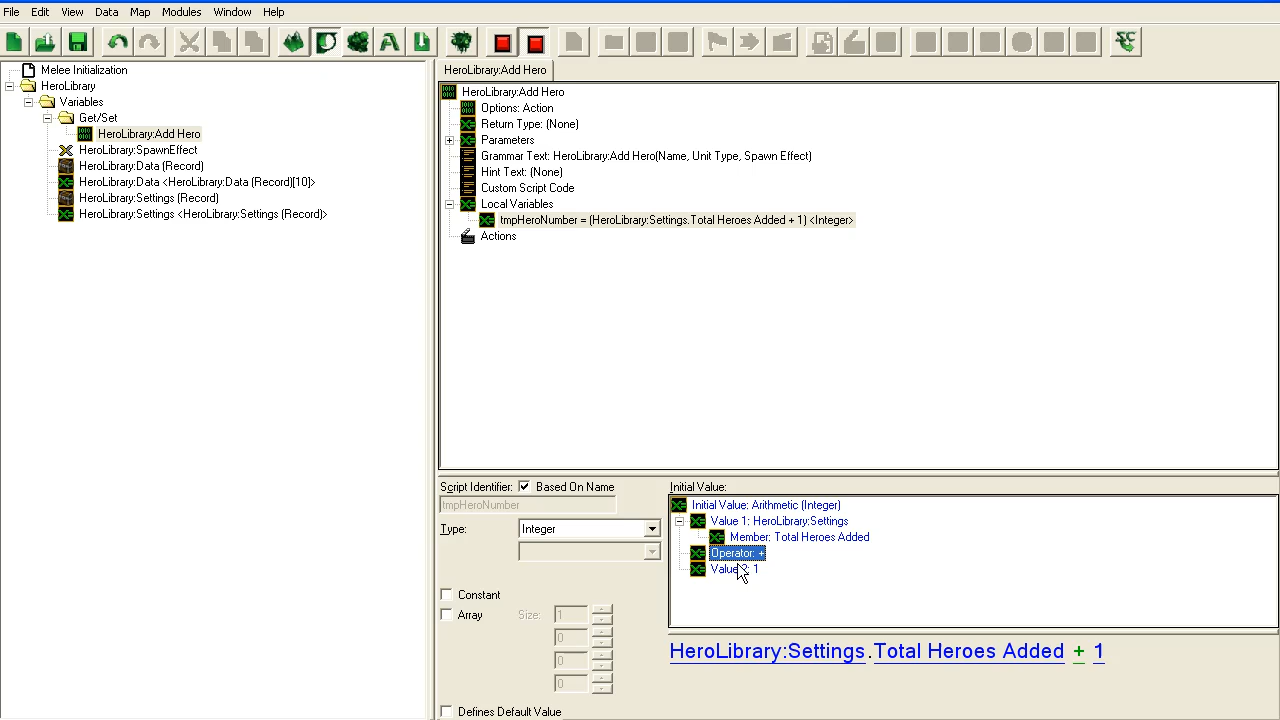 File Edit View Data Map Modules Window Help
Melee Initialization
HeroLibrary
Variables
Get/Set
HeroLibrary:Add Hero
HeroLibrary:SpawnEffect
HeroLibrary:Data (Record)
HeroLibrary:Data <HeroLibrary:Data (Record)[10]>
HeroLibrary:Settings (Record)
HeroLibrary:Settings <HeroLibrary:Settings (Record)>
HeroLibrary:Add Hero
HeroLibrary:Add Hero
Options: Action
Return Type: (None)
Parameters
Grammar Text: HeroLibrary:Add Hero(Name, Unit Type, Spawn Effect)
Hint Text: (None)
Custom Script Code
Local Variables
tmpHeroNumber = (HeroLibrary:Settings.Total Heroes Added + 1) <Integer>
Actions
Script Identifier: Based On Name
tmpHeroNumber
Type: Integer
Constant
Array Size: 1
0
0
0
Defines Default Value
Initial Value:
Initial Value: Arithmetic (Integer)
Value 1: HeroLibrary:Settings
Member: Total Heroes Added
Operator: +
Value 2: 1
HeroLibrary:Settings.Total Heroes Added + 1